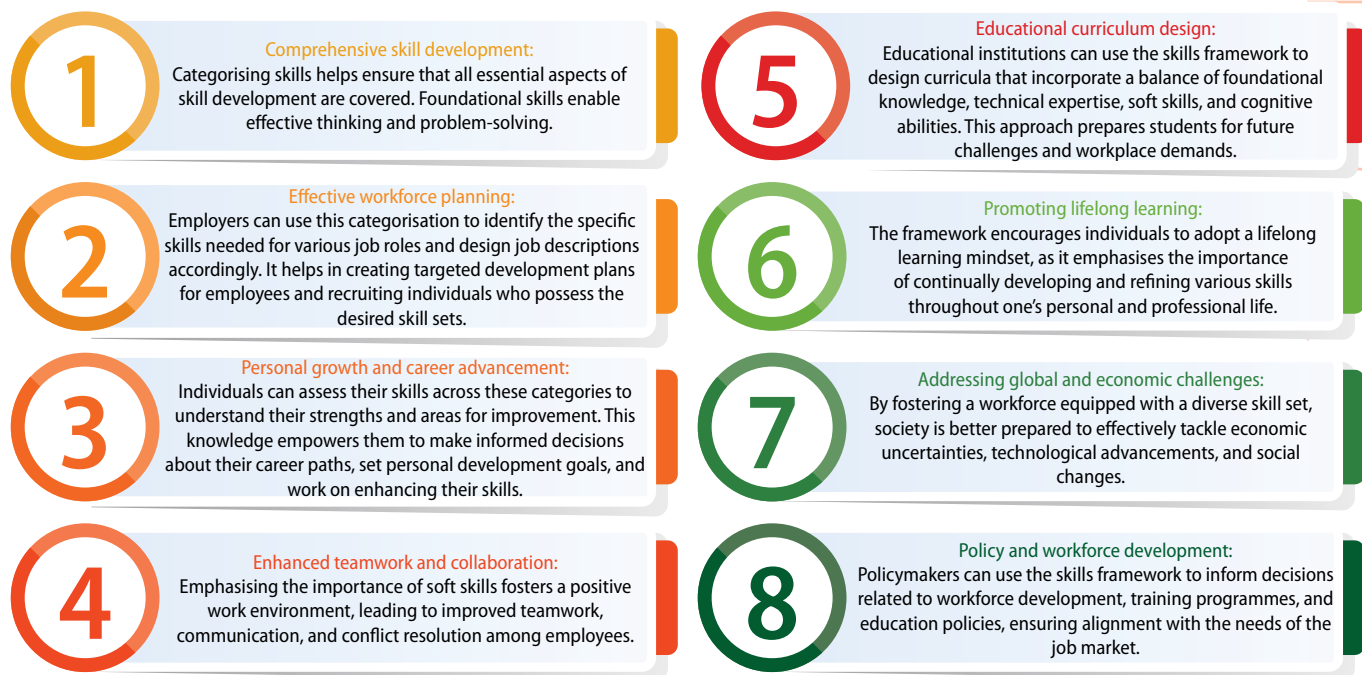 1
Comprehensive skill development:
Categorising skills helps ensure that all essential aspects of
skill development are covered. Foundational skills enable
effective thinking and problem-solving.
2
Effective workforce planning:
Employers can use this categorisation to identify the specific
skills needed for various job roles and design job descriptions
accordingly. It helps in creating targeted development plans
for employees and recruiting individuals who possess the
desired skill sets.
3
Personal growth and career advancement:
Individuals can assess their skills across these categories to
understand their strengths and areas for improvement. This
knowledge empowers them to make informed decisions
about their career paths, set personal development goals, and
work on enhancing their skills.
4
Enhanced teamwork and collaboration:
Emphasising the importance of soft skills fosters a positive
work environment, leading to improved teamwork,
communication, and conflict resolution among employees.
5
Educational curriculum design:
Educational institutions can use the skills framework to
design curricula that incorporate a balance of foundational
knowledge, technical expertise, soft skills, and cognitive
abilities. This approach prepares students for future
challenges and workplace demands.
6
Promoting lifelong learning:
The framework encourages individuals to adopt a lifelong
learning mindset, as it emphasises the importance
of continually developing and refining various skills
throughout one's personal and professional life.
7
Addressing global and economic challenges:
By fostering a workforce equipped with a diverse skill set,
society is better prepared to effectively tackle economic
uncertainties, technological advancements, and social
changes.
8
Policy and workforce development:
Policymakers can use the skills framework to inform decisions
related to workforce development, training programmes, and
education policies, ensuring alignment with the needs of the
job market.